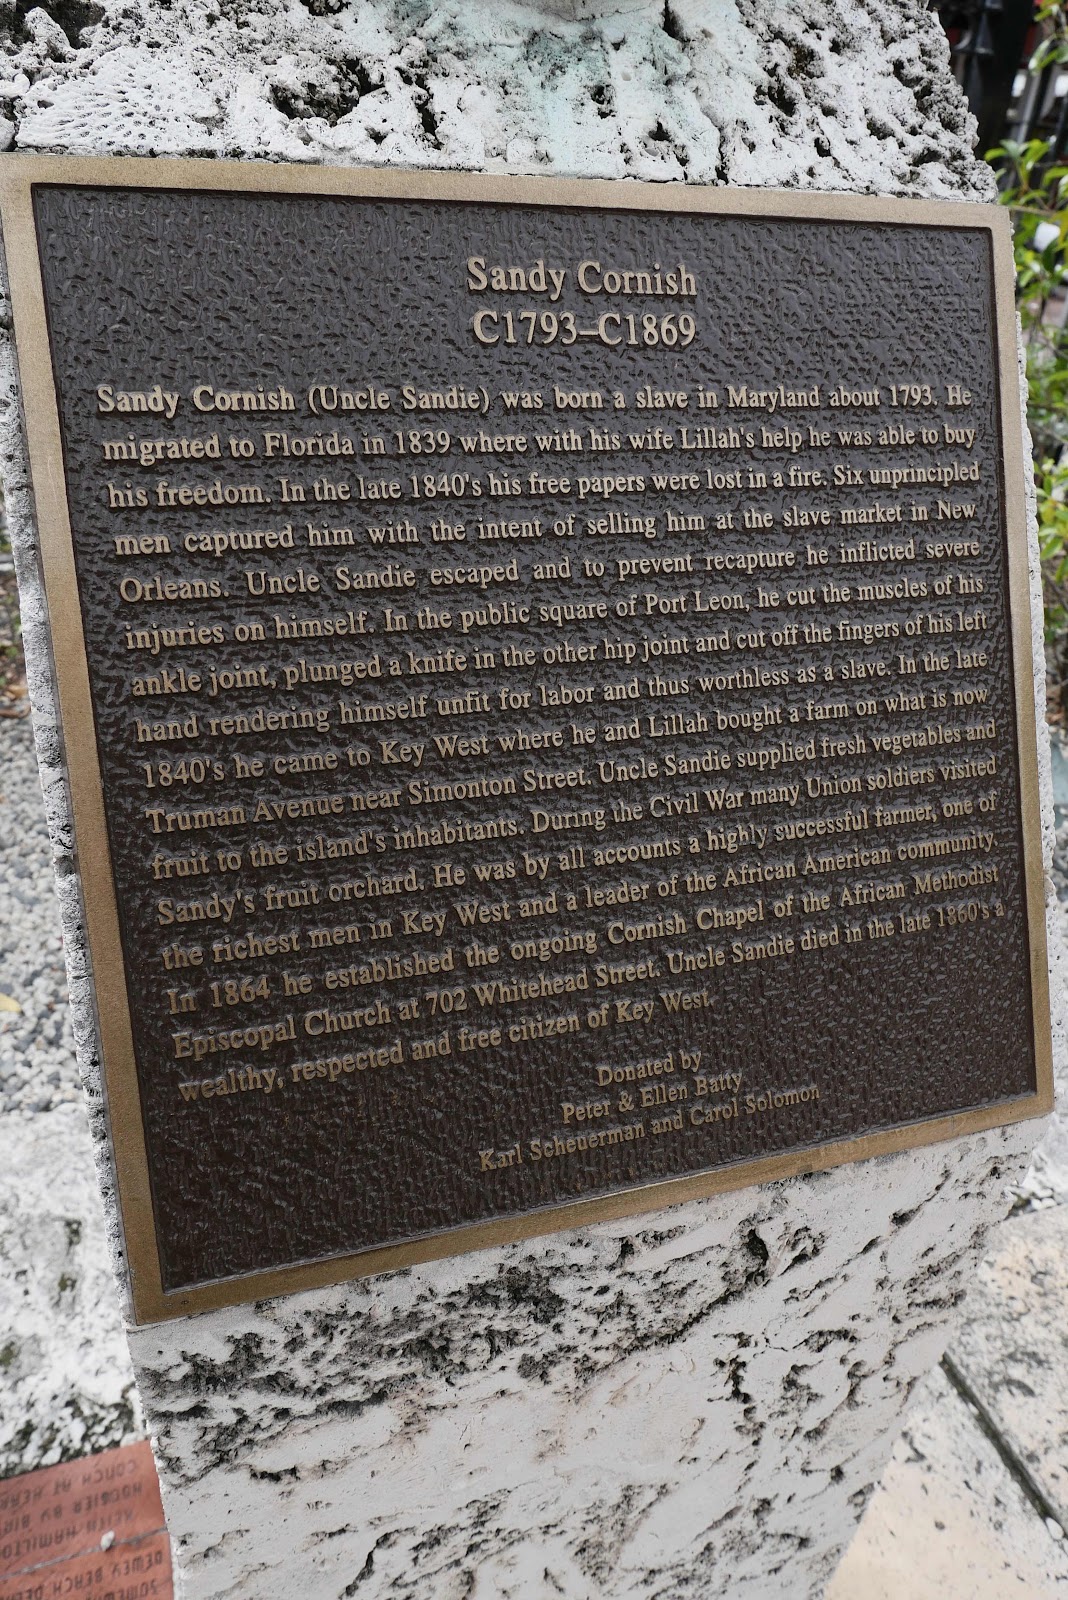 Sandy Cornish
C1793–C1869
Sandy Cornish (Uncle Sandie) was born a slave in Maryland about 1793. He
migrated to Florida in 1839 where with his wife Lillah's help he was able to buy
his freedom. In the late 1840's his free papers were lost in a fire. Six unprincipled
men captured him with the intent of selling him at the slave market in New
Orleans. Uncle Sandie escaped and to prevent recapture he inflicted severe
injuries on himself. In the public square of Port Leon, he cut the muscles of his
ankle joint, plunged a knife in the other hip joint and cut off the fingers of his left
hand rendering himself unfit for labor and thus worthless as a slave. In the late
1840's he came to Key West where he and Lillah bought a farm on what is now
Truman Avenue near Simonton Street. Uncle Sandie supplied fresh vegetables and
fruit to the island's inhabitants. During the Civil War many Union soldiers visited
Sandy's fruit orchard. He was by all accounts a highly successful farmer, one of
the richest men in Key West and a leader of the African American community.
In 1864 he established the ongoing Cornish Chapel of the African Methodist
Episcopal Church at 702 Whitehead Street. Uncle Sandie died in the late 1860's a
wealthy, respected and free citizen of Key West.
Donated by
Peter & Ellen Batty
Karl Scheuerman and Carol Solomon
CONCH AT HEAR
HOOSIER BY BIRT
KEITH HAMILTO
DEWEY BEACH DE